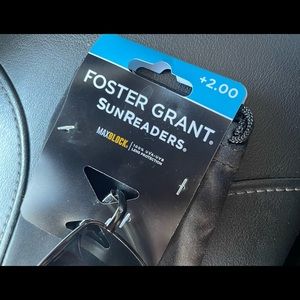 +2.00
FOSTER GRANT®
SUNREADERS®
MAXBLOCK® 100% UVA-UVB
LENS PROTECTION